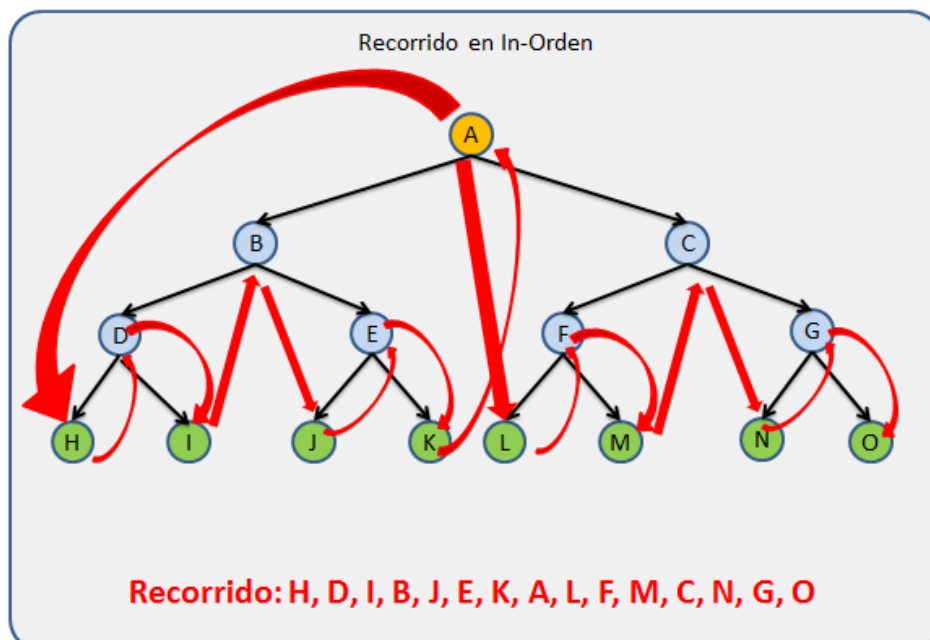 Recorrido en In-Orden
A
B C
D E F G
H I J K L M N O
Recorrido: H, D, I, B, J, E, K, A, L, F, M, C, N, G, O